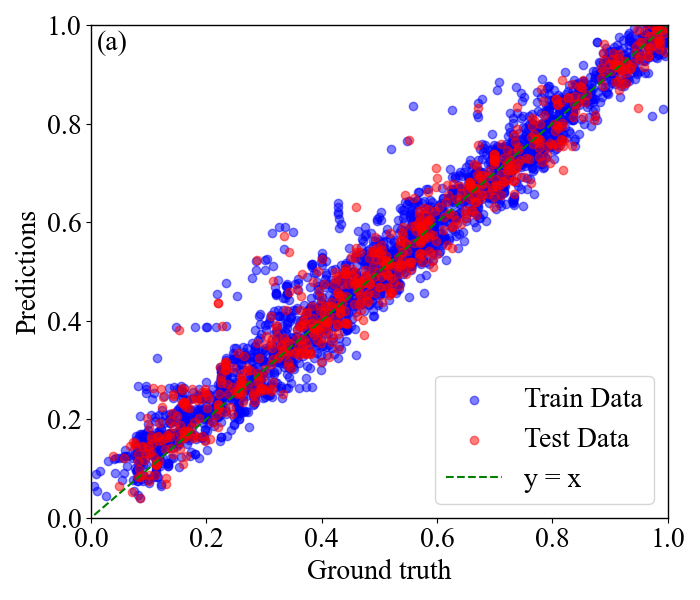 (a)
1.0
0.8
0.6
0.4
0.2
0.0
Predictions
Train Data
Test Data
y = x
0.0 0.2 0.4 0.6 0.8 1.0
Ground truth